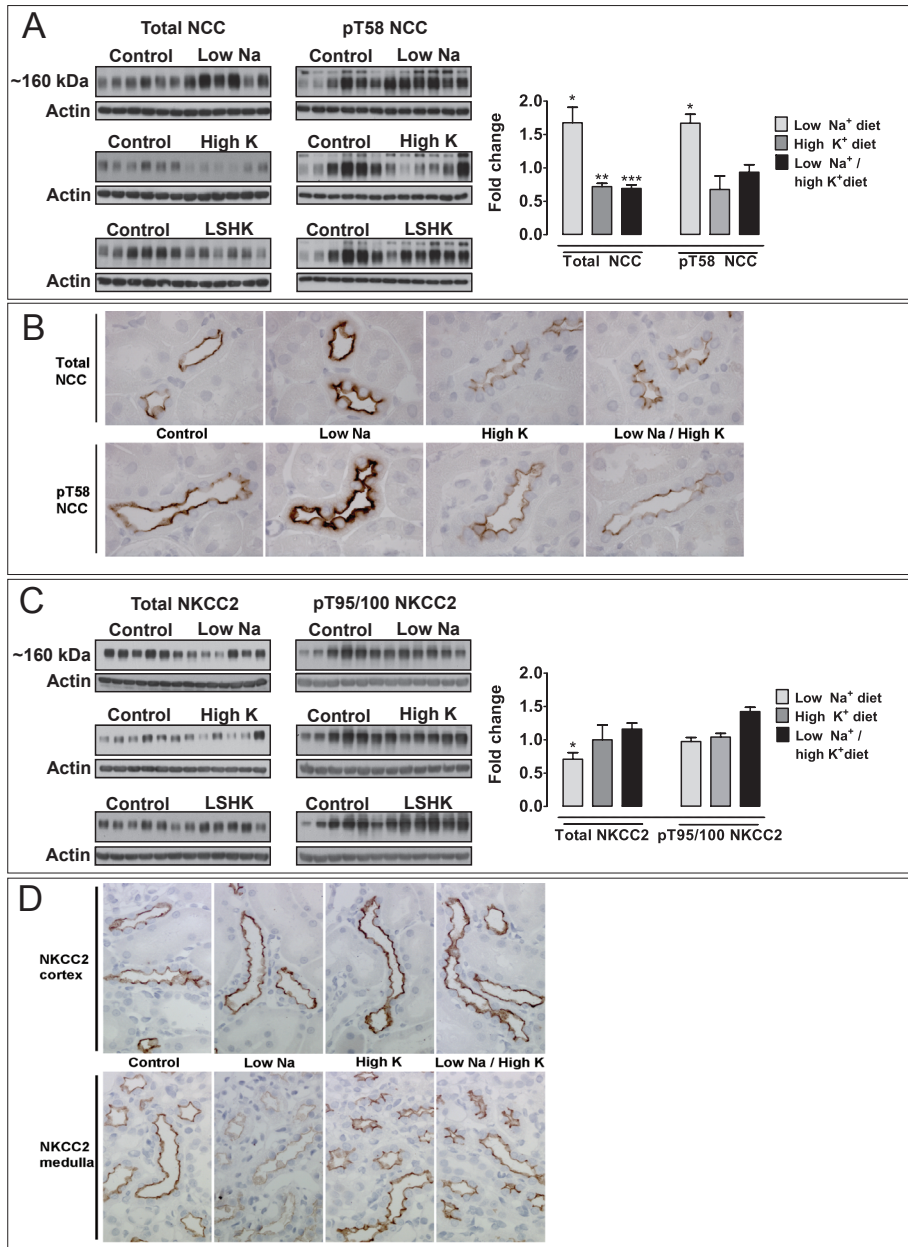 A
Total NCC
pT58 NCC
Control Low Na
Control Low Na
~160 kDa
Actin
Control High K
Control High K
Actin
Control LSHK
Control LSHK
Actin
Fold change
2.0
1.5
1.0
0.5
0.0
*
**
***
*
Total NCC
pT58 NCC
Low Na⁺ diet
High K⁺ diet
Low Na⁺ /
high K⁺diet
B
Total
NCC
Control
Low Na
High K
Low Na / High K
pT58
NCC
C
Total NKCC2
pT95/100 NKCC2
Control Low Na
Control Low Na
~160 kDa
Actin
Control High K
Control High K
Actin
Control LSHK
Control LSHK
Actin
Fold change
2.0
1.5
1.0
0.5
0.0
*
Total NKCC2
pT95/100 NKCC2
Low Na⁺ diet
High K⁺ diet
Low Na⁺ /
high K⁺diet
D
NKCC2
cortex
Control
Low Na
High K
Low Na / High K
NKCC2
medulla